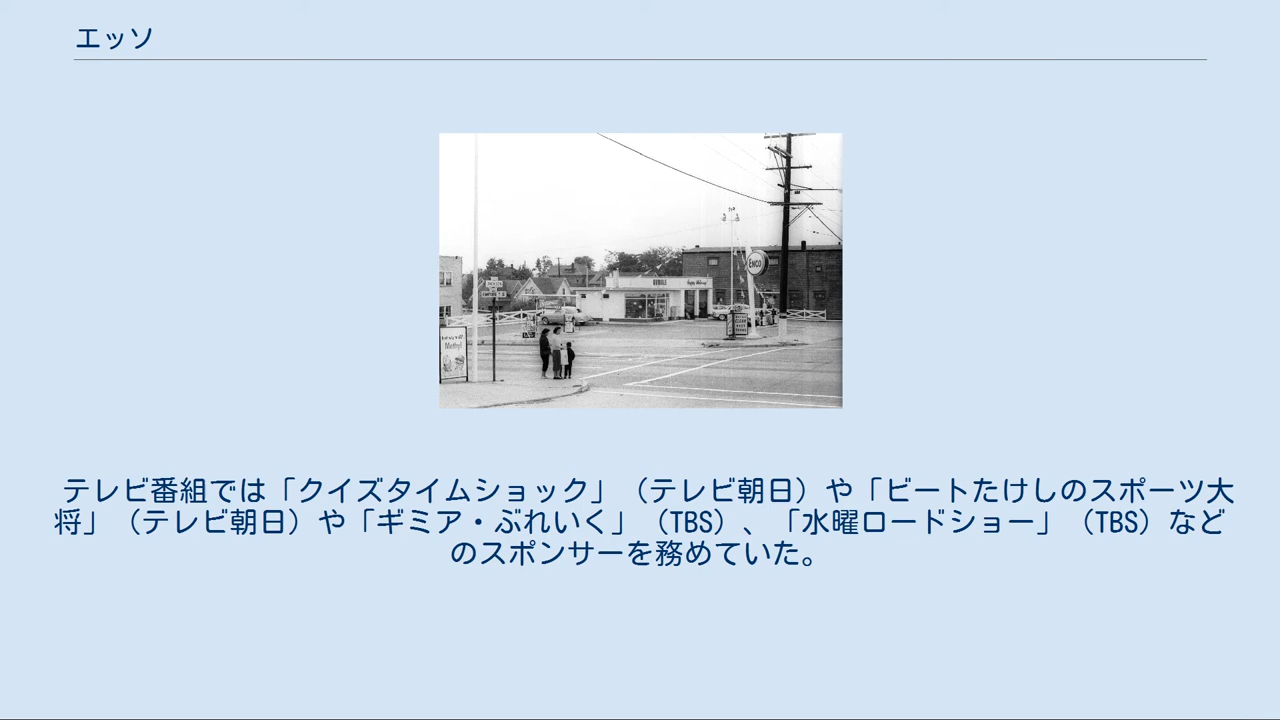 エッソ
ENCO
HUMBLE
Methyl
テレビ番組では「クイズタイムショック」（テレビ朝日）や「ビートたけしのスポーツ大
将」（テレビ朝日）や「ギミア・ぶれいく」（TBS）、「水曜ロードショー」（TBS）など
のスポンサーを務めていた。